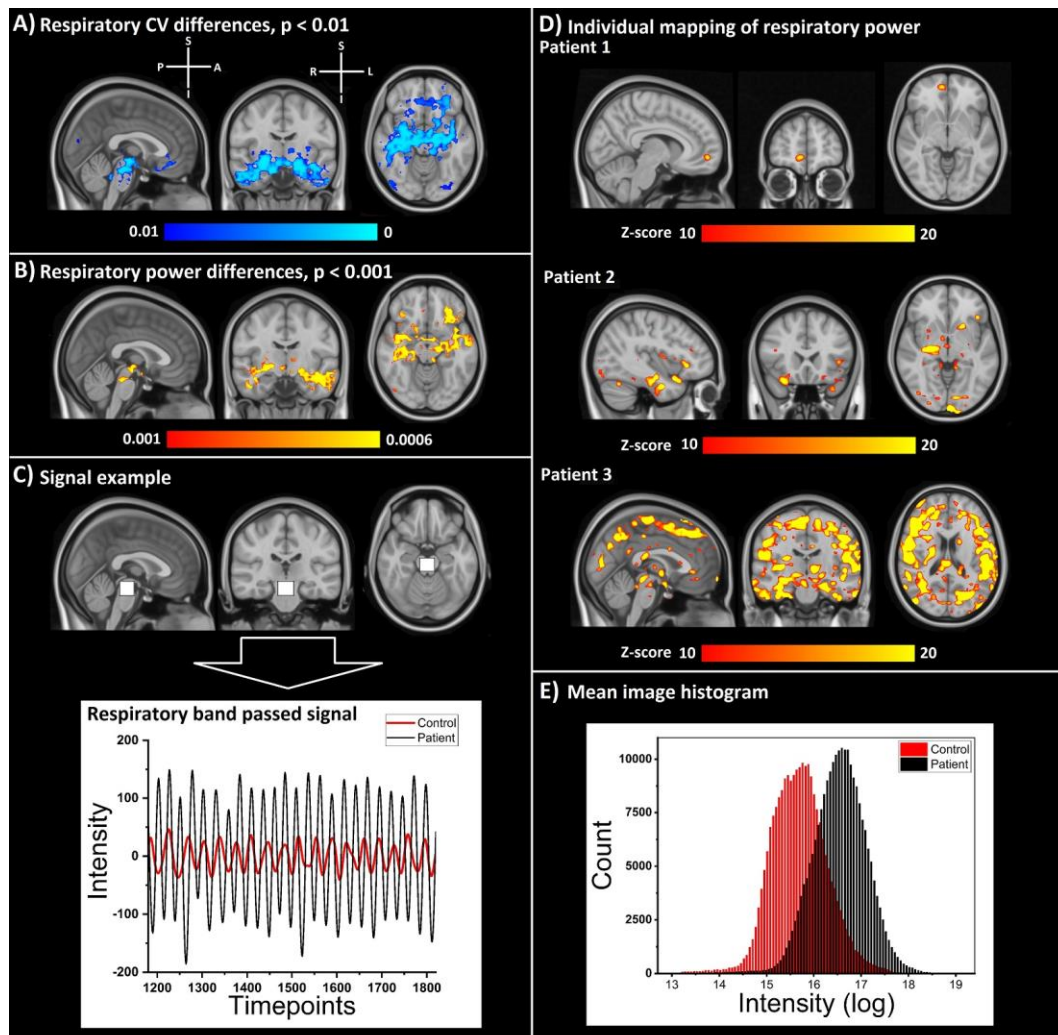 A) Respiratory CV differences, p < 0.01
S
P A
I
S
R L
I
0.01 0
B) Respiratory power differences, p < 0.001
0.001 0.0006
C) Signal example
Respiratory band passed signal
Control
Patient
200
100
0
-100
-200
Intensity
1200 1300 1400 1500 1600 1700 1800
Timepoints
D) Individual mapping of respiratory power
Patient 1
Z-score 10 20
Patient 2
Z-score 10 20
Patient 3
Z-score 10 20
E) Mean image histogram
Control
Patient
10000
7500
5000
2500
0
Count
13 14 15 16 17 18 19
Intensity (log)